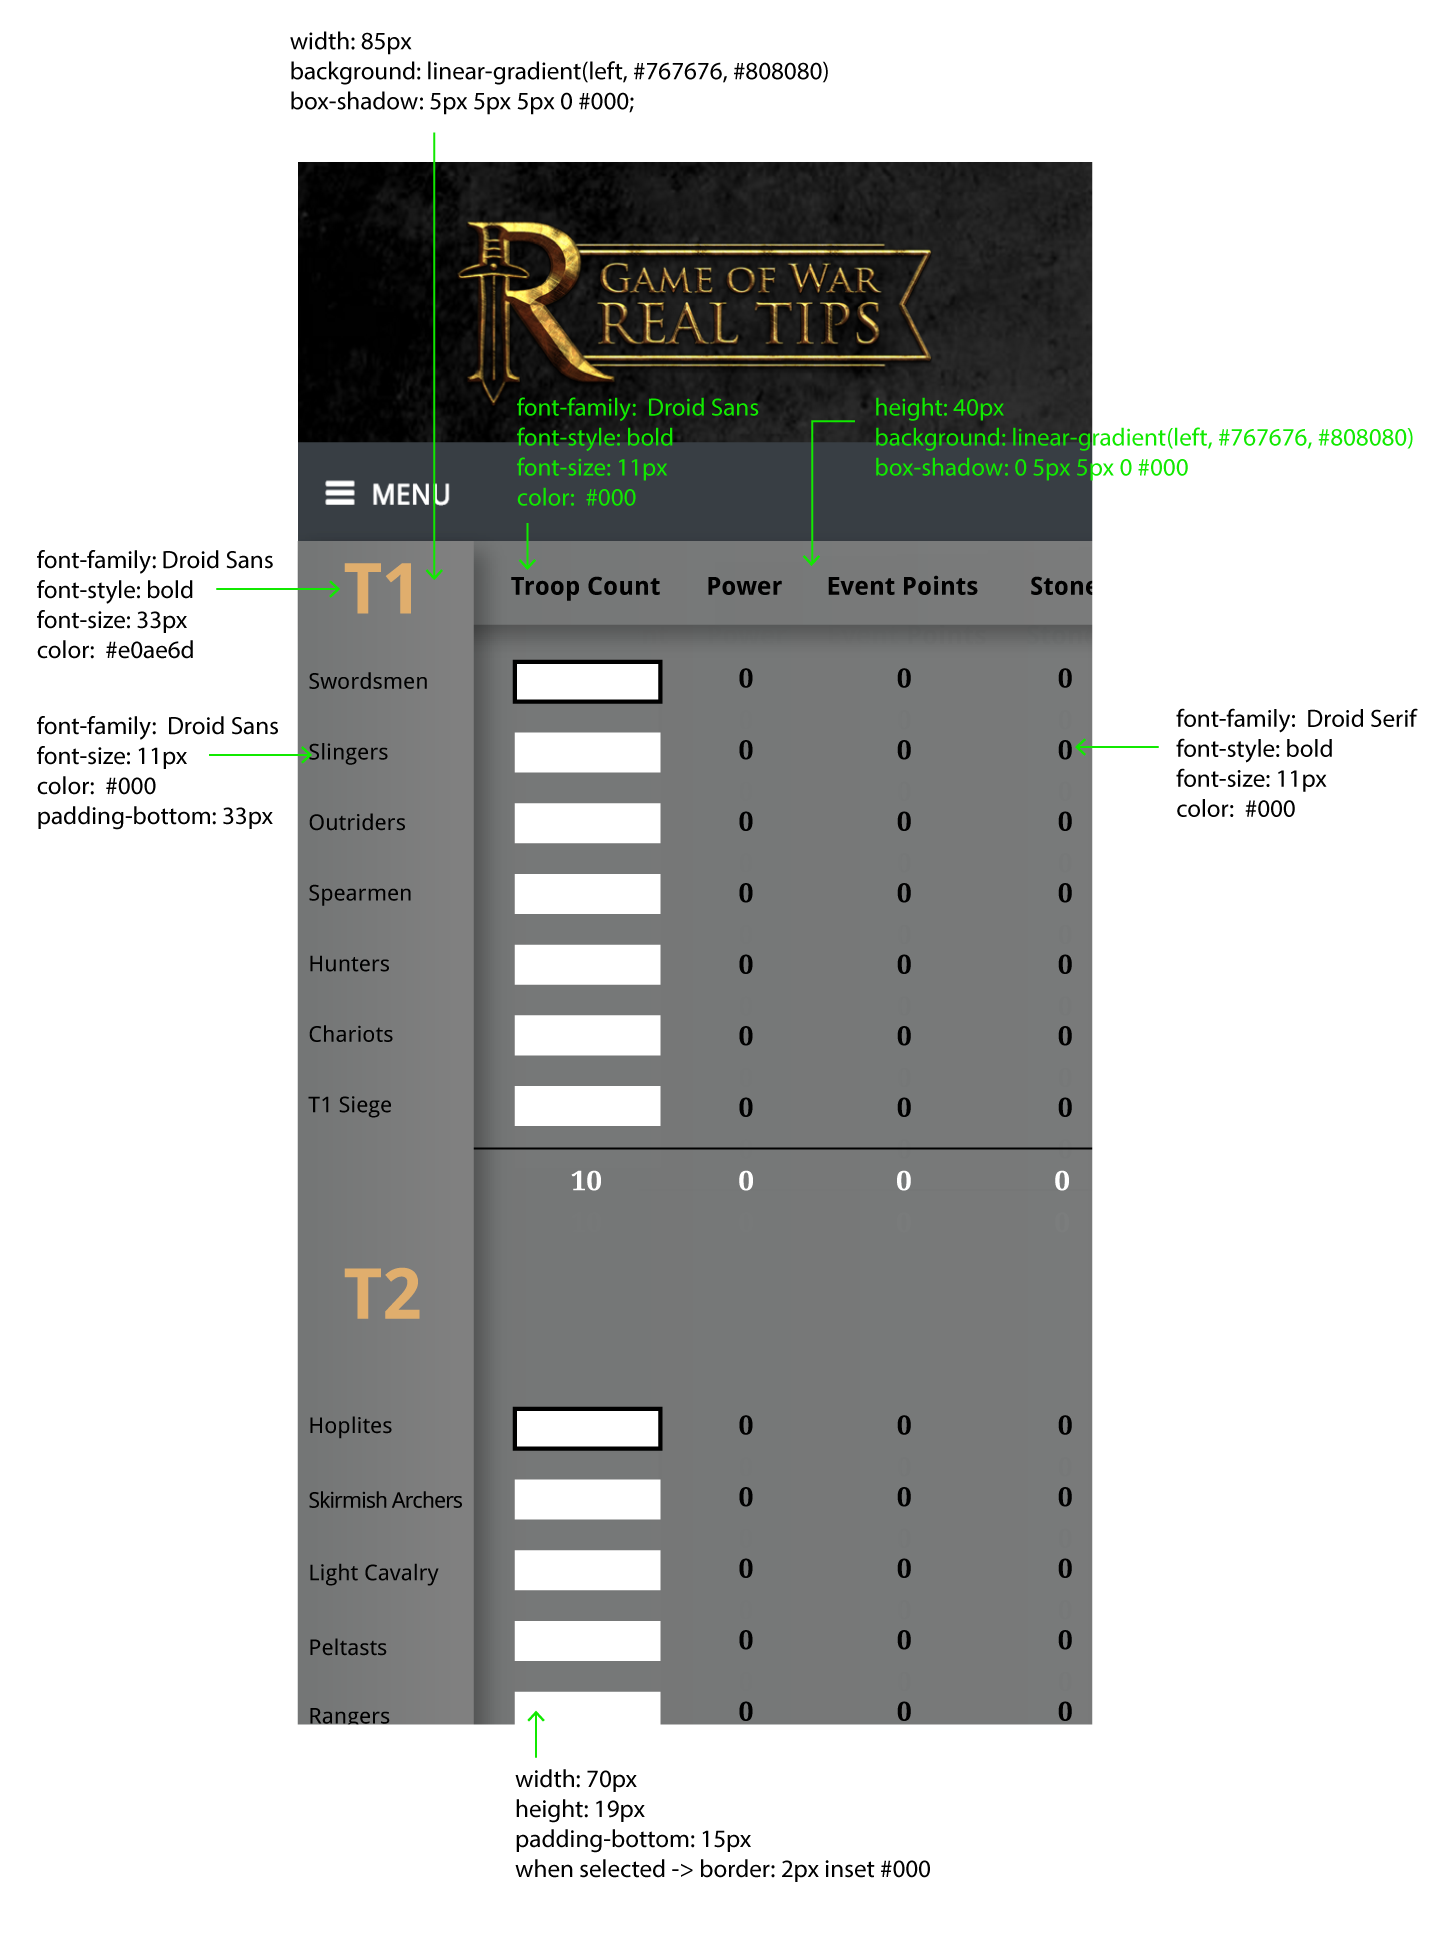 width: 85px
background: linear-gradient(left, #767676, #808080)
box-shadow: 5px 5px 5px 0 #000;
GAME OF WAR
REAL TIPS
font-family:  Droid Sans
font-style: bold
font-size: 11px
color:  #000
height: 40px
background: linear-gradient(left, #767676, #808080)
box-shadow: 0 5px 5px 0 #000
MENU
font-family: Droid Sans
font-style: bold
font-size: 33px
color:  #e0ae6d
T1 Troop Count Power Event Points Stone
Swordsmen 0 0 0
font-family:  Droid Sans
font-size: 11px
color:  #000
padding-bottom: 33px
Slingers 0 0 0
font-family:  Droid Serif
font-style: bold
font-size: 11px
color:  #000
Outriders 0 0 0
Spearmen 0 0 0
Hunters 0 0 0
Chariots 0 0 0
T1 Siege 0 0 0
10 0 0 0
T2
Hoplites 0 0 0
Skirmish Archers 0 0 0
Light Cavalry 0 0 0
Peltasts 0 0 0
Rangers 0 0 0
width: 70px
height: 19px
padding-bottom: 15px
when selected -> border: 2px inset #000